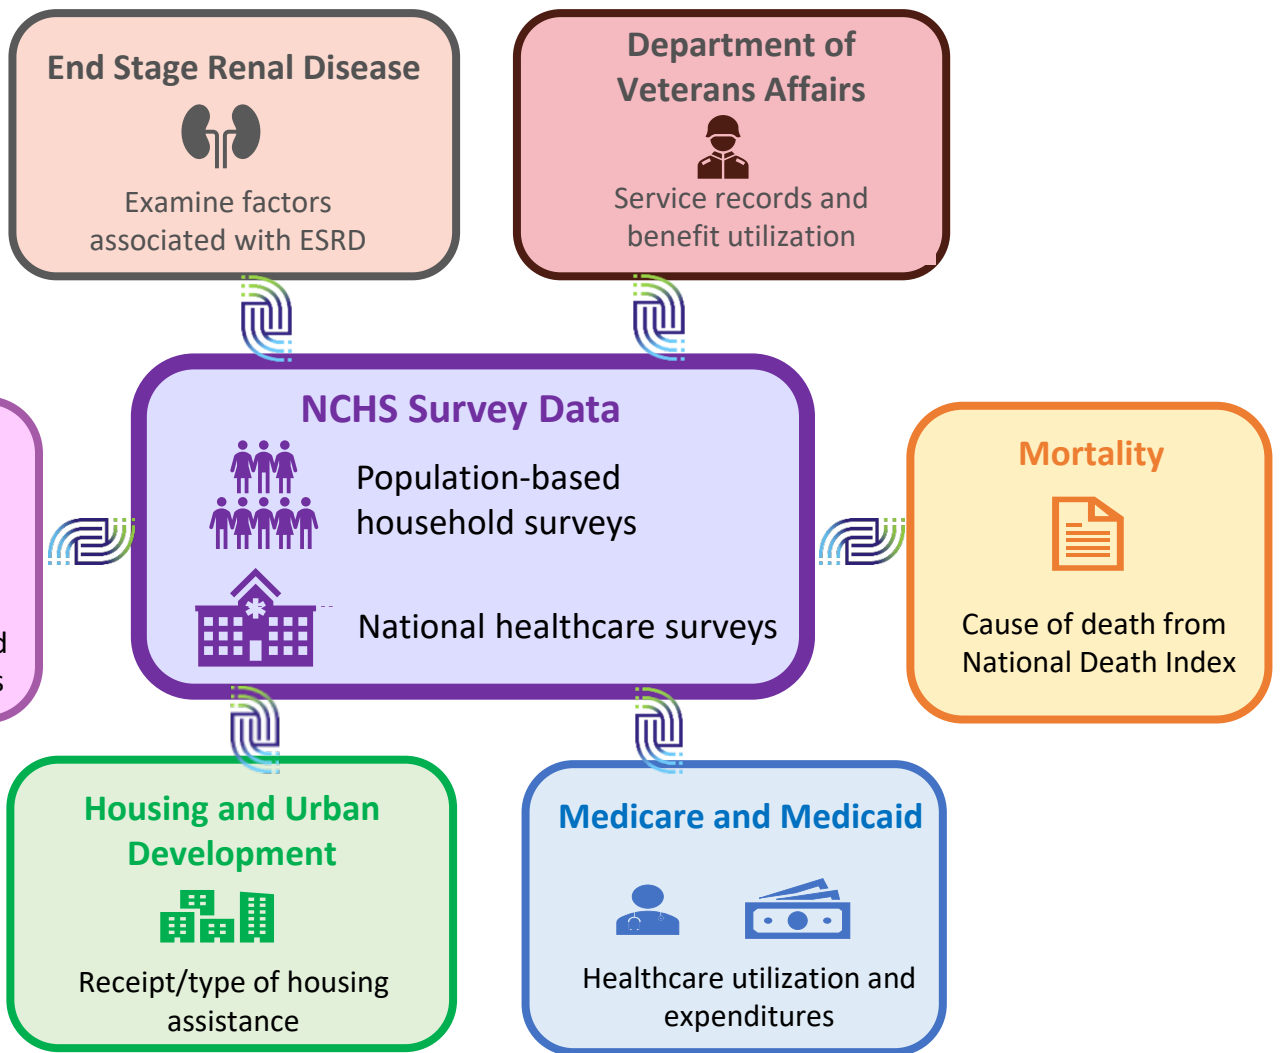 End Stage Renal Disease
Examine factors
associated with ESRD
Department of
Veterans Affairs
Service records and
benefit utilization
NCHS Survey Data
Population-based
household surveys
National healthcare surveys
Mortality
Cause of death from
National Death Index
Housing and Urban
Development
Receipt/type of housing
assistance
Medicare and Medicaid
Healthcare utilization and
expenditures